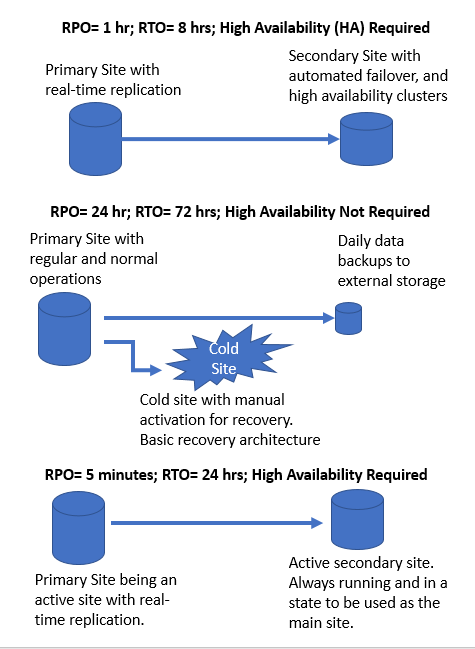 RPO= 1 hr; RTO= 8 hrs; High Availability (HA) Required
Primary Site with
real-time replication
Secondary Site with
automated failover, and
high availability clusters
RPO= 24 hr; RTO= 72 hrs; High Availability Not Required
Primary Site with
regular and normal
operations
Daily data
backups to
external storage
Cold
Site
Cold site with manual
activation for recovery.
Basic recovery architecture
RPO= 5 minutes; RTO= 24 hrs; High Availability Required
Primary Site being an
active site with real-
time replication.
Active secondary site.
Always running and in a
state to be used as the
main site.